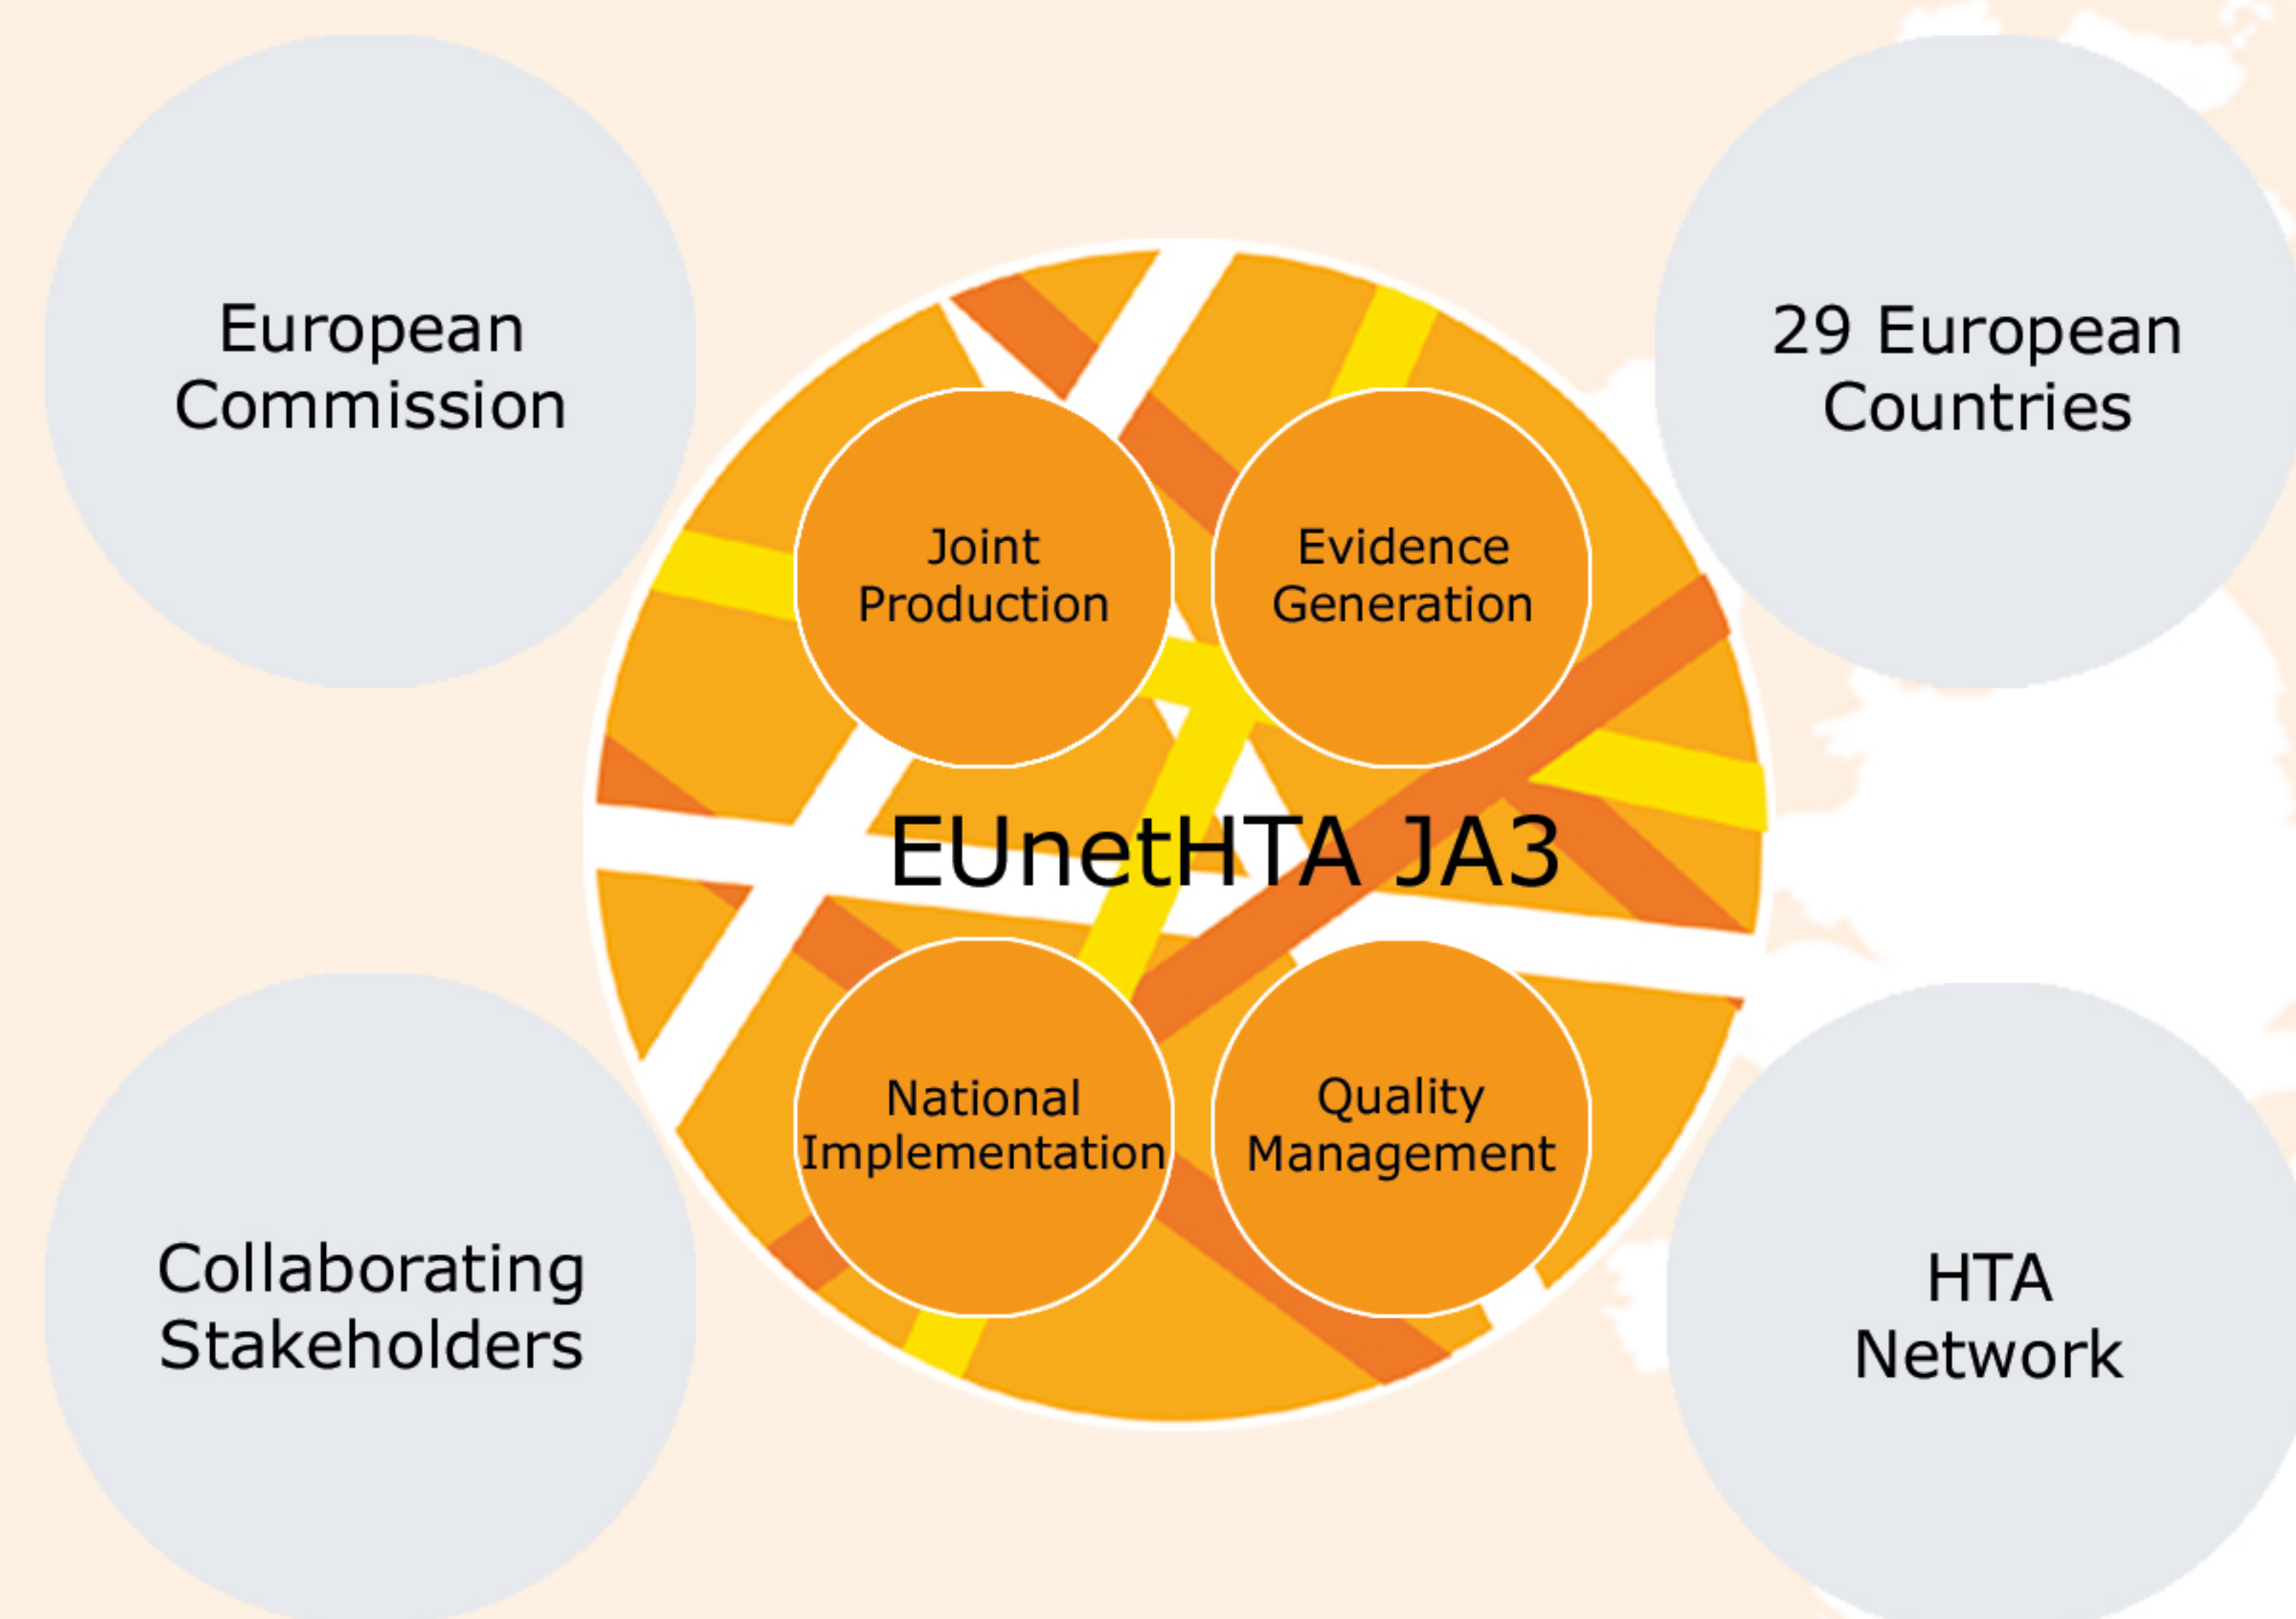 European
Commission
29 European
Countries
Joint
Production
Evidence
Generation
EUnetHTA JA3
National
Implementation
Quality
Management
Collaborating
Stakeholders
HTA
Network